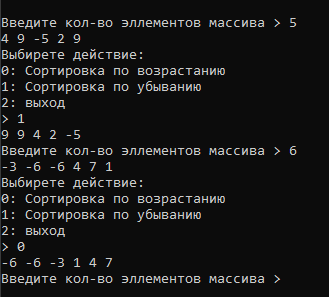 Введите кол-во эллементов массива > 5
4 9 -5 2 9
Выбирете действие:
0: Сортировка по возрастанию
1: Сортировка по убыванию
2: выход
> 1
9 9 4 2 -5
Введите кол-во эллементов массива > 6
-3 -6 -6 4 7 1
Выбирете действие:
0: Сортировка по возрастанию
1: Сортировка по убыванию
2: выход
> 0
-6 -6 -3 1 4 7
Введите кол-во эллементов массива >